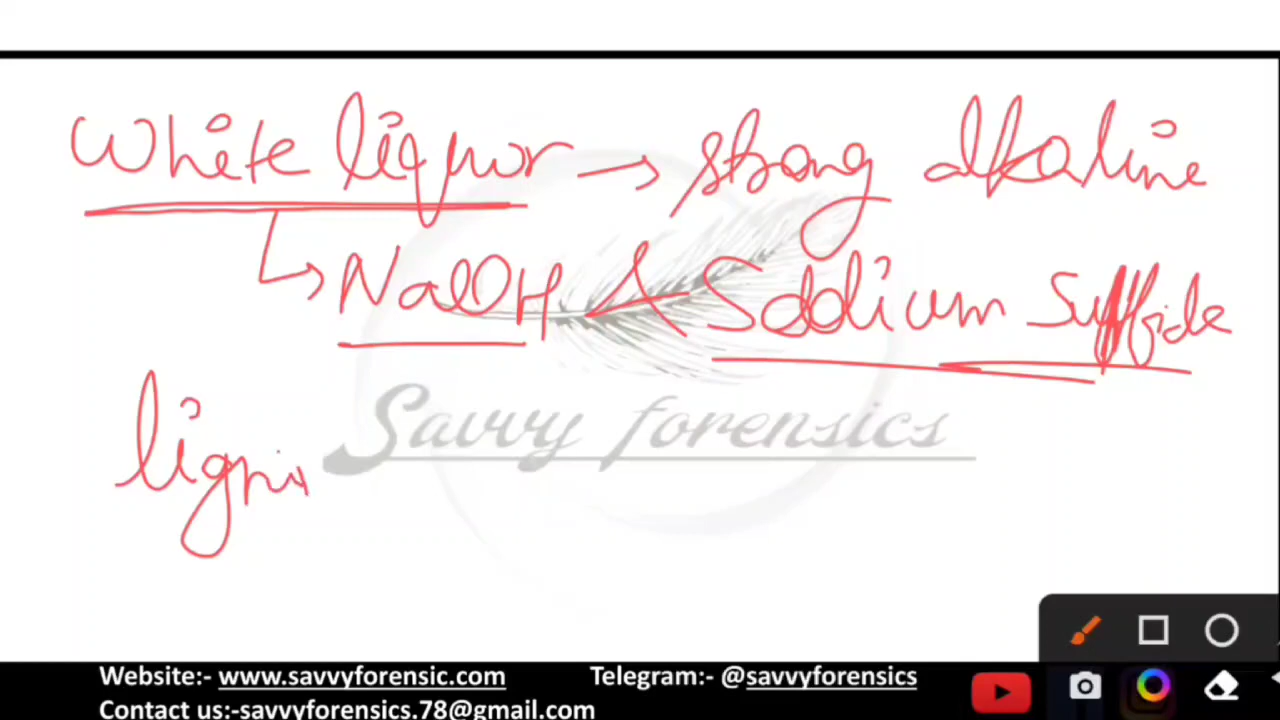 White liquor → strong alkaline
↳ NaOH & Sodium Sulfide
lignin
Savvy forensics
Website:- www.savvyforensic.com Telegram:- @savvyforensics
Contact us:-savvyforensics.78@gmail.com